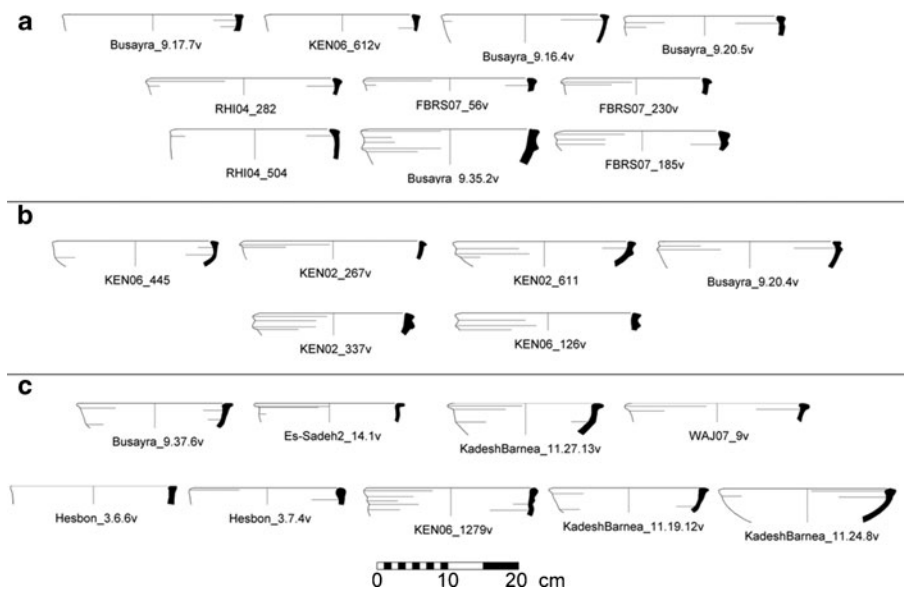 a
Busayra_9.17.7v KEN06_612v Busayra_9.16.4v Busayra_9.20.5v
RHI04_282 FBRS07_56v FBRS07_230v
RHI04_504 Busayra_9.35.2v FBRS07_185v
b
KEN06_445 KEN02_267v KEN02_611 Busayra_9.20.4v
KEN02_337v KEN06_126v
c
Busayra_9.37.6v Es-Sadeh2_14.1v KadeshBarnea_11.27.13v WAJ07_9v
Hesbon_3.6.6v Hesbon_3.7.4v KEN06_1279v KadeshBarnea_11.19.12v KadeshBarnea_11.24.8v
0 10 20 cm